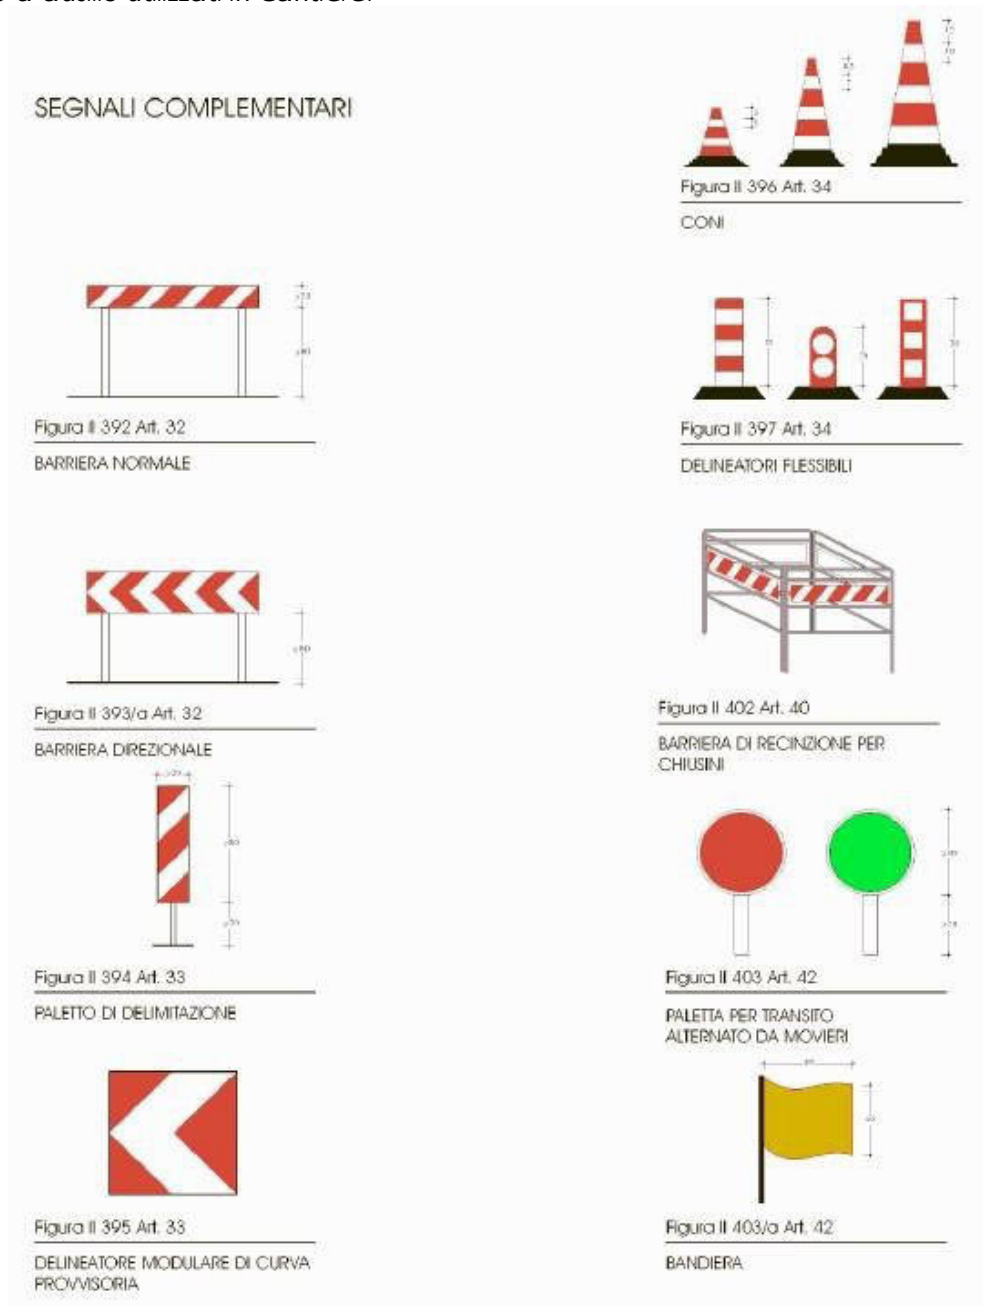 SEGNALI COMPLEMENTARI
Figura II 392 Art. 32
BARRIERA NORMALE
Figura II 393/a Art. 32
BARRIERA DIREZIONALE
Figura II 394 Art. 33
PALETTO DI DELIMITAZIONE
Figura II 395 Art. 33
DELINEATORE MODULARE DI CURVA
PROVVISORIA
Figura II 396 Art. 34
CONI
Figura II 397 Art. 34
DELINEATORI FLESSIBILI
Figura II 402 Art. 40
BARRIERA DI RECINZIONE PER
CHIUSINI
Figura II 403 Art. 42
PALETTA PER TRANSITO
ALTERNATO DA MOVIERI
Figura II 403/a Art. 42
BANDIERA